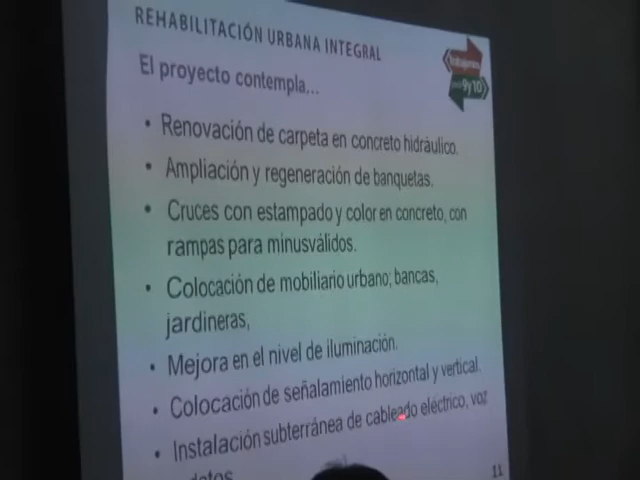 REHABILITACIÓN URBANA INTEGRAL
El proyecto contempla...
• Renovación de carpeta en concreto hidráulico.
• Ampliación y regeneración de banquetas.
• Cruces con estampado y color en concreto, con
rampas para minusválidos.
• Colocación de mobiliario urbano; bancas,
jardineras,
• Mejora en el nivel de iluminación.
• Colocación de señalamiento horizontal y vertical.
• Instalación subterránea de cableado eléctrico, voz
datos
11